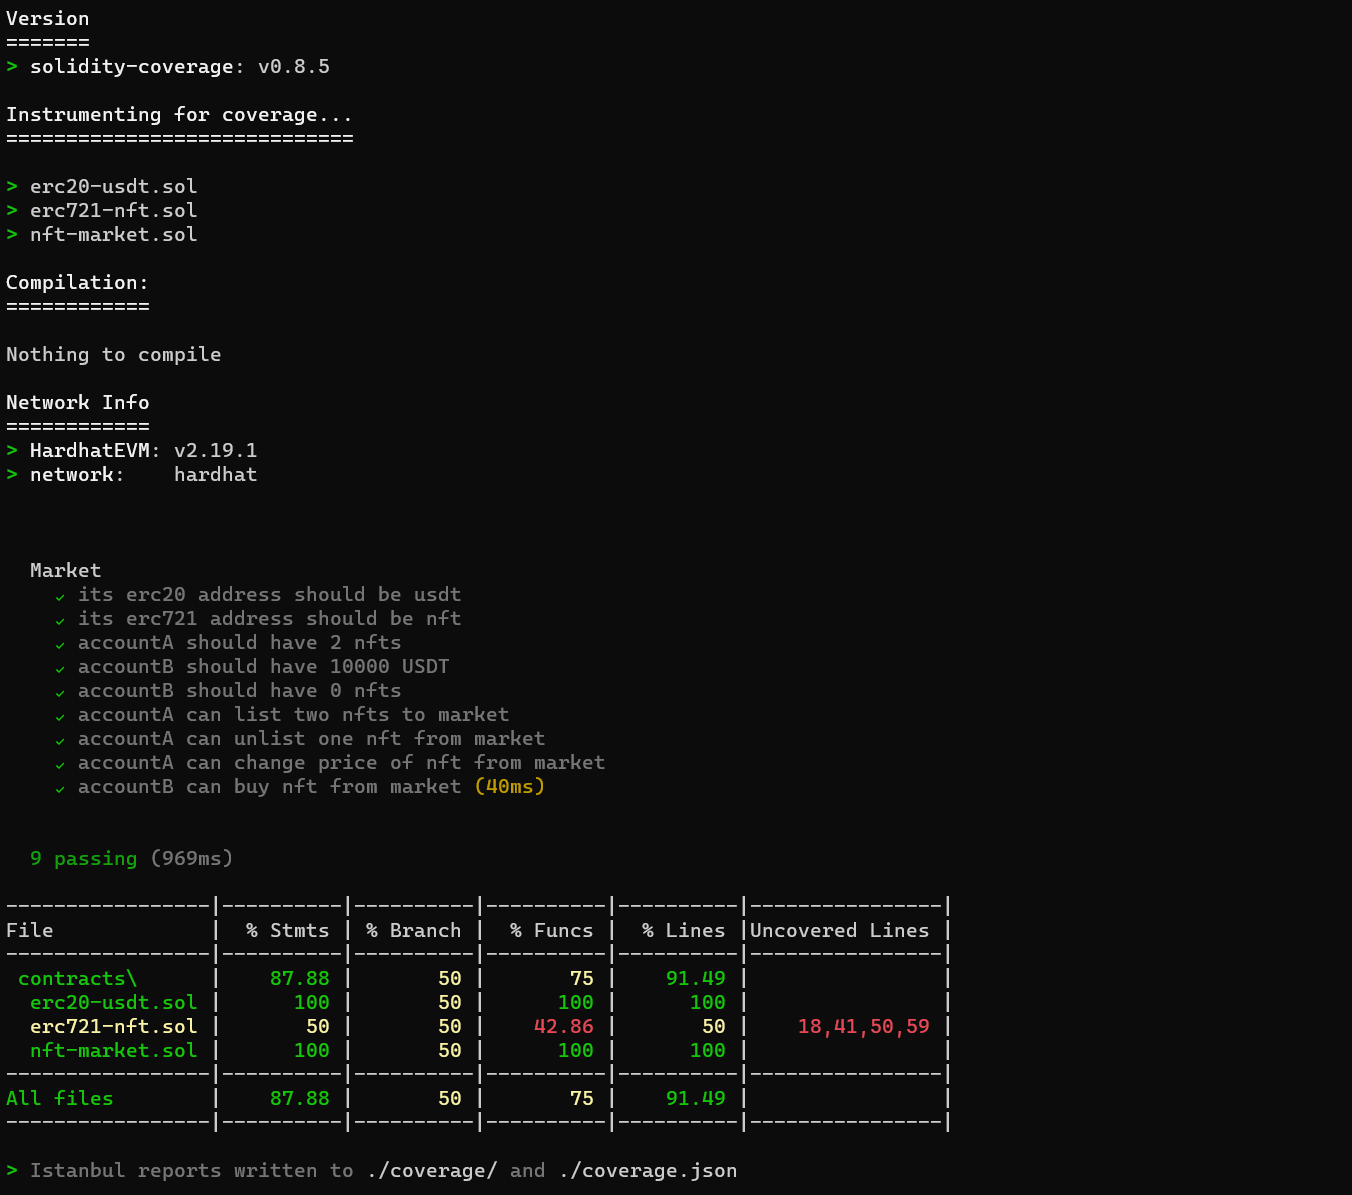 Version
=======
> solidity-coverage: v0.8.5
Instrumenting for coverage...
=============================
> erc20-usdt.sol
> erc721-nft.sol
> nft-market.sol
Compilation:
============
Nothing to compile
Network Info
============
> HardhatEVM: v2.19.1
> network:    hardhat
Market
✓ its erc20 address should be usdt
✓ its erc721 address should be nft
✓ accountA should have 2 nfts
✓ accountB should have 10000 USDT
✓ accountB should have 0 nfts
✓ accountA can list two nfts to market
✓ accountA can unlist one nft from market
✓ accountA can change price of nft from market
✓ accountB can buy nft from market (40ms)
9 passing (969ms)
-----------------|----------|----------|----------|----------|----------------|
File             |  % Stmts | % Branch |  % Funcs |  % Lines |Uncovered Lines |
-----------------|----------|----------|----------|----------|----------------|
 contracts\      |    87.88 |       50 |       75 |    91.49 |                |
  erc20-usdt.sol |      100 |       50 |      100 |      100 |                |
  erc721-nft.sol |       50 |       50 |    42.86 |       50 |    18,41,50,59 |
  nft-market.sol |      100 |       50 |      100 |      100 |                |
-----------------|----------|----------|----------|----------|----------------|
All files        |    87.88 |       50 |       75 |    91.49 |                |
-----------------|----------|----------|----------|----------|----------------|
> Istanbul reports written to ./coverage/ and ./coverage.json